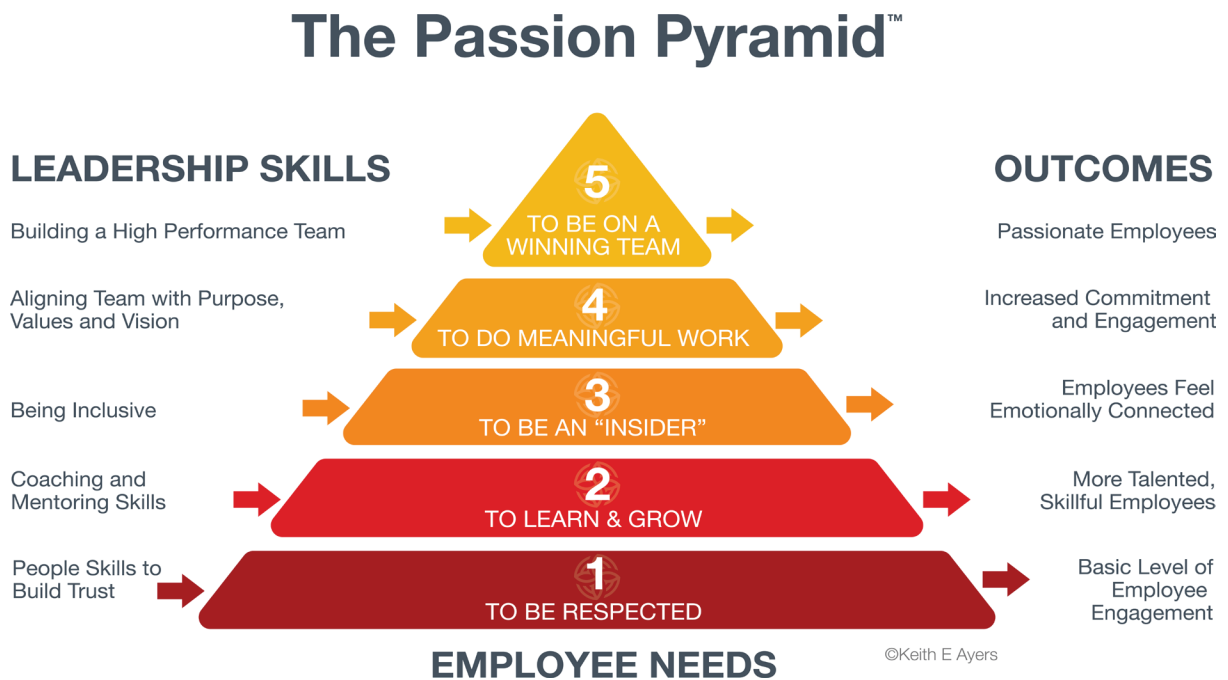 The Passion Pyramid™
LEADERSHIP SKILLS
OUTCOMES
Building a High Performance Team
5
TO BE ON A
WINNING TEAM
Passionate Employees
Aligning Team with Purpose,
Values and Vision
4
TO DO MEANINGFUL WORK
Increased Commitment
and Engagement
Being Inclusive
3
TO BE AN “INSIDER”
Employees Feel
Emotionally Connected
Coaching and
Mentoring Skills
2
TO LEARN & GROW
More Talented,
Skillful Employees
People Skills to
Build Trust
1
TO BE RESPECTED
Basic Level of
Employee
Engagement
EMPLOYEE NEEDS
©Keith E Ayers